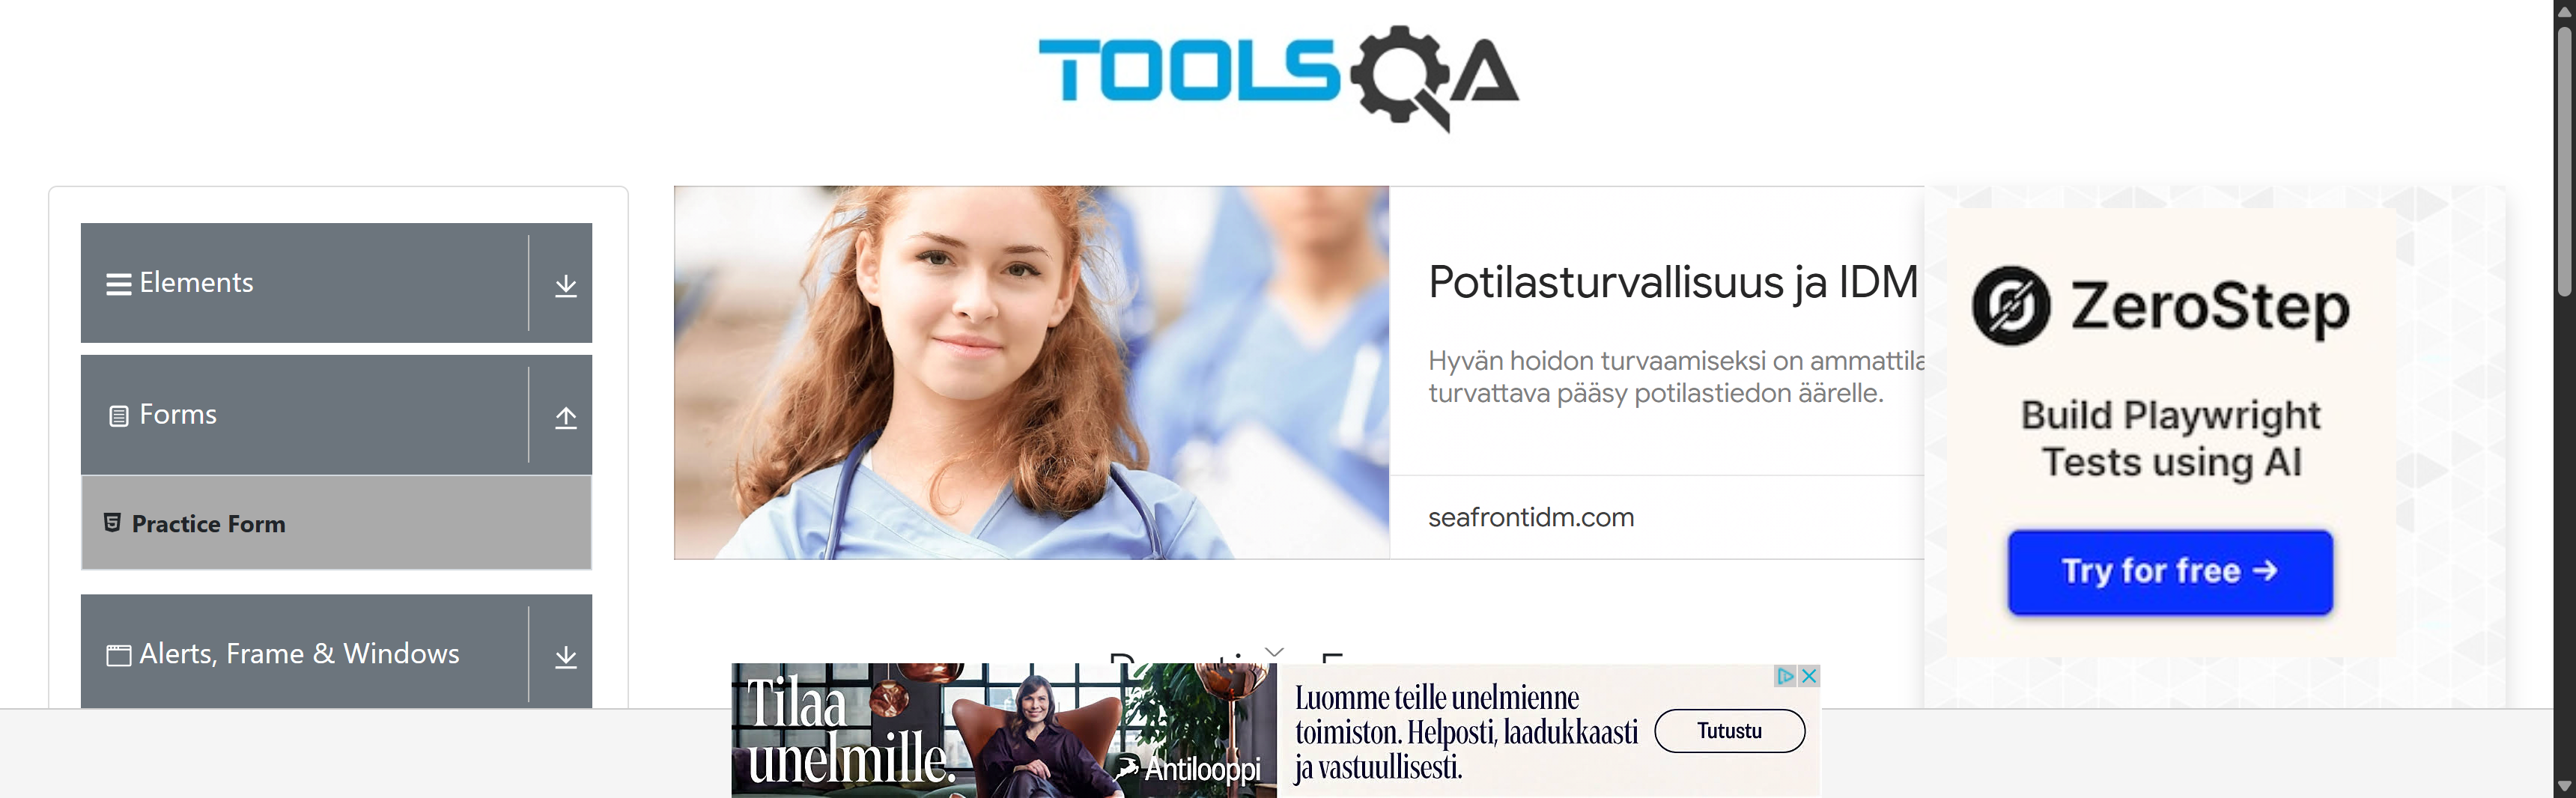 TOOLSQA
Elements
Forms
Practice Form
Alerts, Frame & Windows
Potilasturvallisuus ja IDM
Hyvän hoidon turvaamiseksi on ammattila
turvattava pääsy potilastiedon äärelle.
seafrontidm.com
ZeroStep
Build Playwright
Tests using AI
Try for free →
Tilaa
unelmille.
Antilooppi
Luomme teille unelmienne
toimiston. Helposti, laadukkaasti
ja vastuullisesti.
Tutustu